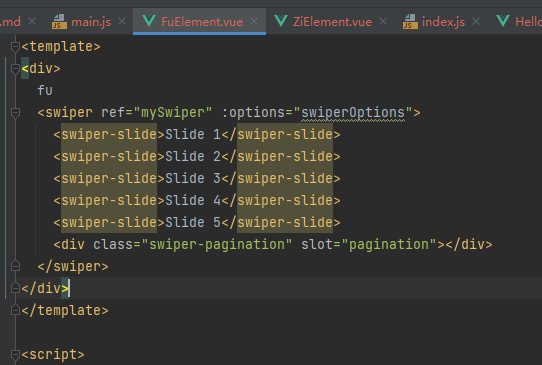 .md main.js FuElement.vue ZiElement.vue index.js Hello
<template>
<div>
fu
<swiper ref="mySwiper" :options="swiperOptions">
<swiper-slide>Slide 1</swiper-slide>
<swiper-slide>Slide 2</swiper-slide>
<swiper-slide>Slide 3</swiper-slide>
<swiper-slide>Slide 4</swiper-slide>
<swiper-slide>Slide 5</swiper-slide>
<div class="swiper-pagination" slot="pagination"></div>
</swiper>
</div>
</template>
<script>